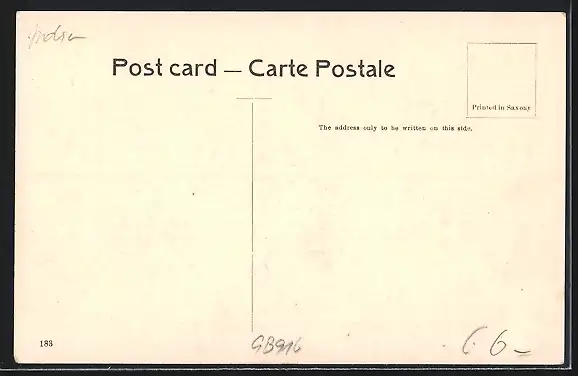 Post card — Carte Postale
Printed in Saxony
The address only to be written on this side.
183
GB916
6-